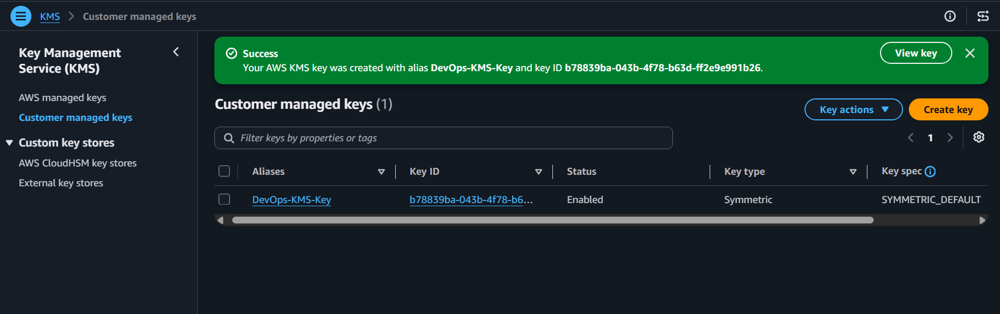 KMS > Customer managed keys
Key Management
Service (KMS)
AWS managed keys
Customer managed keys
Custom key stores
AWS CloudHSM key stores
External key stores
Success
Your AWS KMS key was created with alias DevOps-KMS-Key and key ID b78839ba-043b-4f78-b63d-ff2e9e991b26.
View key
Customer managed keys (1)
Key actions
Create key
Filter keys by properties or tags
1
Aliases Key ID Status Key type Key spec
DevOps-KMS-Key b78839ba-043b-4f78-b6... Enabled Symmetric SYMMETRIC_DEFAULT